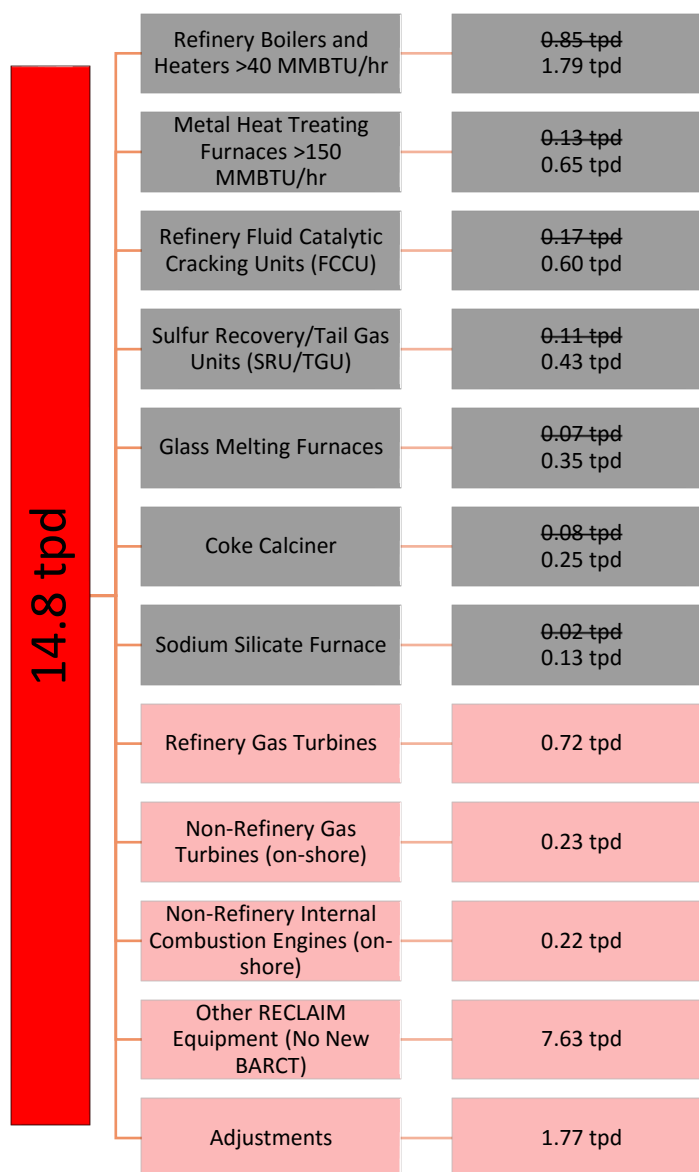 14.8 tpd
Refinery Boilers and
Heaters >40 MMBTU/hr
0.85 tpd
1.79 tpd
Metal Heat Treating
Furnaces >150
MMBTU/hr
0.13 tpd
0.65 tpd
Refinery Fluid Catalytic
Cracking Units (FCCU)
0.17 tpd
0.60 tpd
Sulfur Recovery/Tail Gas
Units (SRU/TGU)
0.11 tpd
0.43 tpd
Glass Melting Furnaces
0.07 tpd
0.35 tpd
Coke Calciner
0.08 tpd
0.25 tpd
Sodium Silicate Furnace
0.02 tpd
0.13 tpd
Refinery Gas Turbines
0.72 tpd
Non-Refinery Gas
Turbines (on-shore)
0.23 tpd
Non-Refinery Internal
Combustion Engines (on-
shore)
0.22 tpd
Other RECLAIM
Equipment (No New
BARCT)
7.63 tpd
Adjustments
1.77 tpd